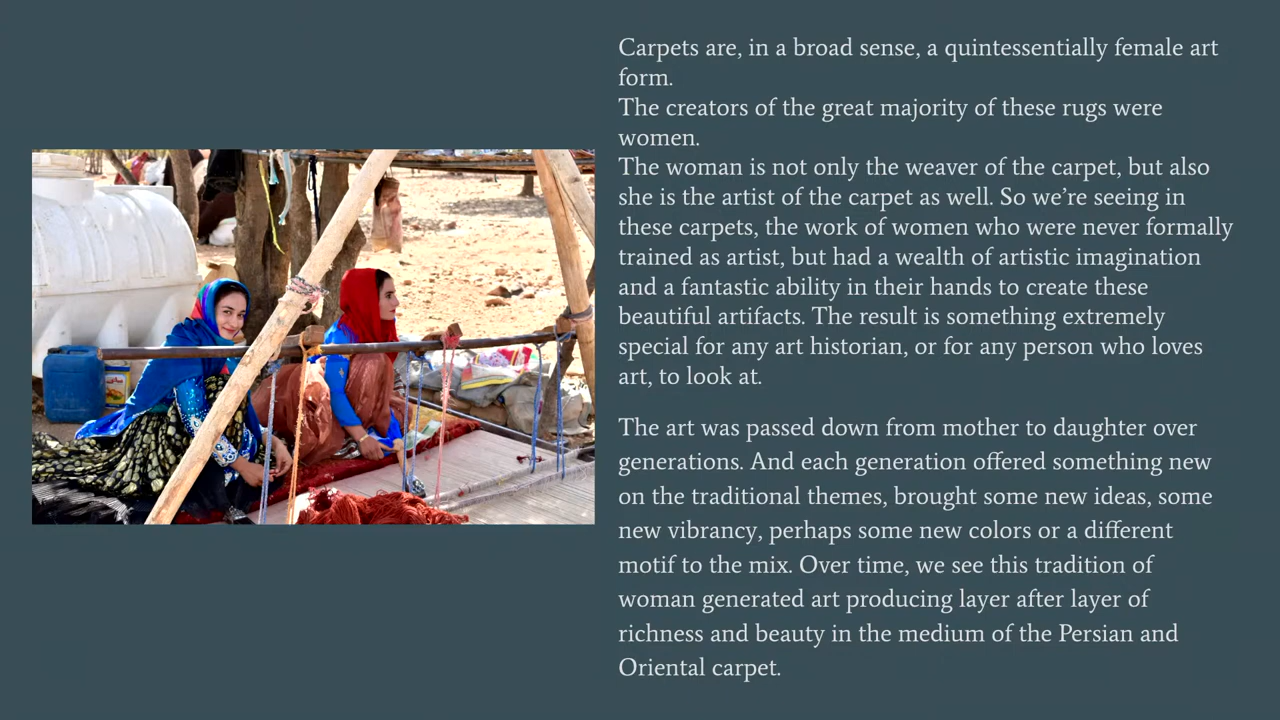 Carpets are, in a broad sense, a quintessentially female art
form.
The creators of the great majority of these rugs were
women.
The woman is not only the weaver of the carpet, but also
she is the artist of the carpet as well. So we’re seeing in
these carpets, the work of women who were never formally
trained as artist, but had a wealth of artistic imagination
and a fantastic ability in their hands to create these
beautiful artifacts. The result is something extremely
special for any art historian, or for any person who loves
art, to look at.
The art was passed down from mother to daughter over
generations. And each generation offered something new
on the traditional themes, brought some new ideas, some
new vibrancy, perhaps some new colors or a different
motif to the mix. Over time, we see this tradition of
woman generated art producing layer after layer of
richness and beauty in the medium of the Persian and
Oriental carpet.